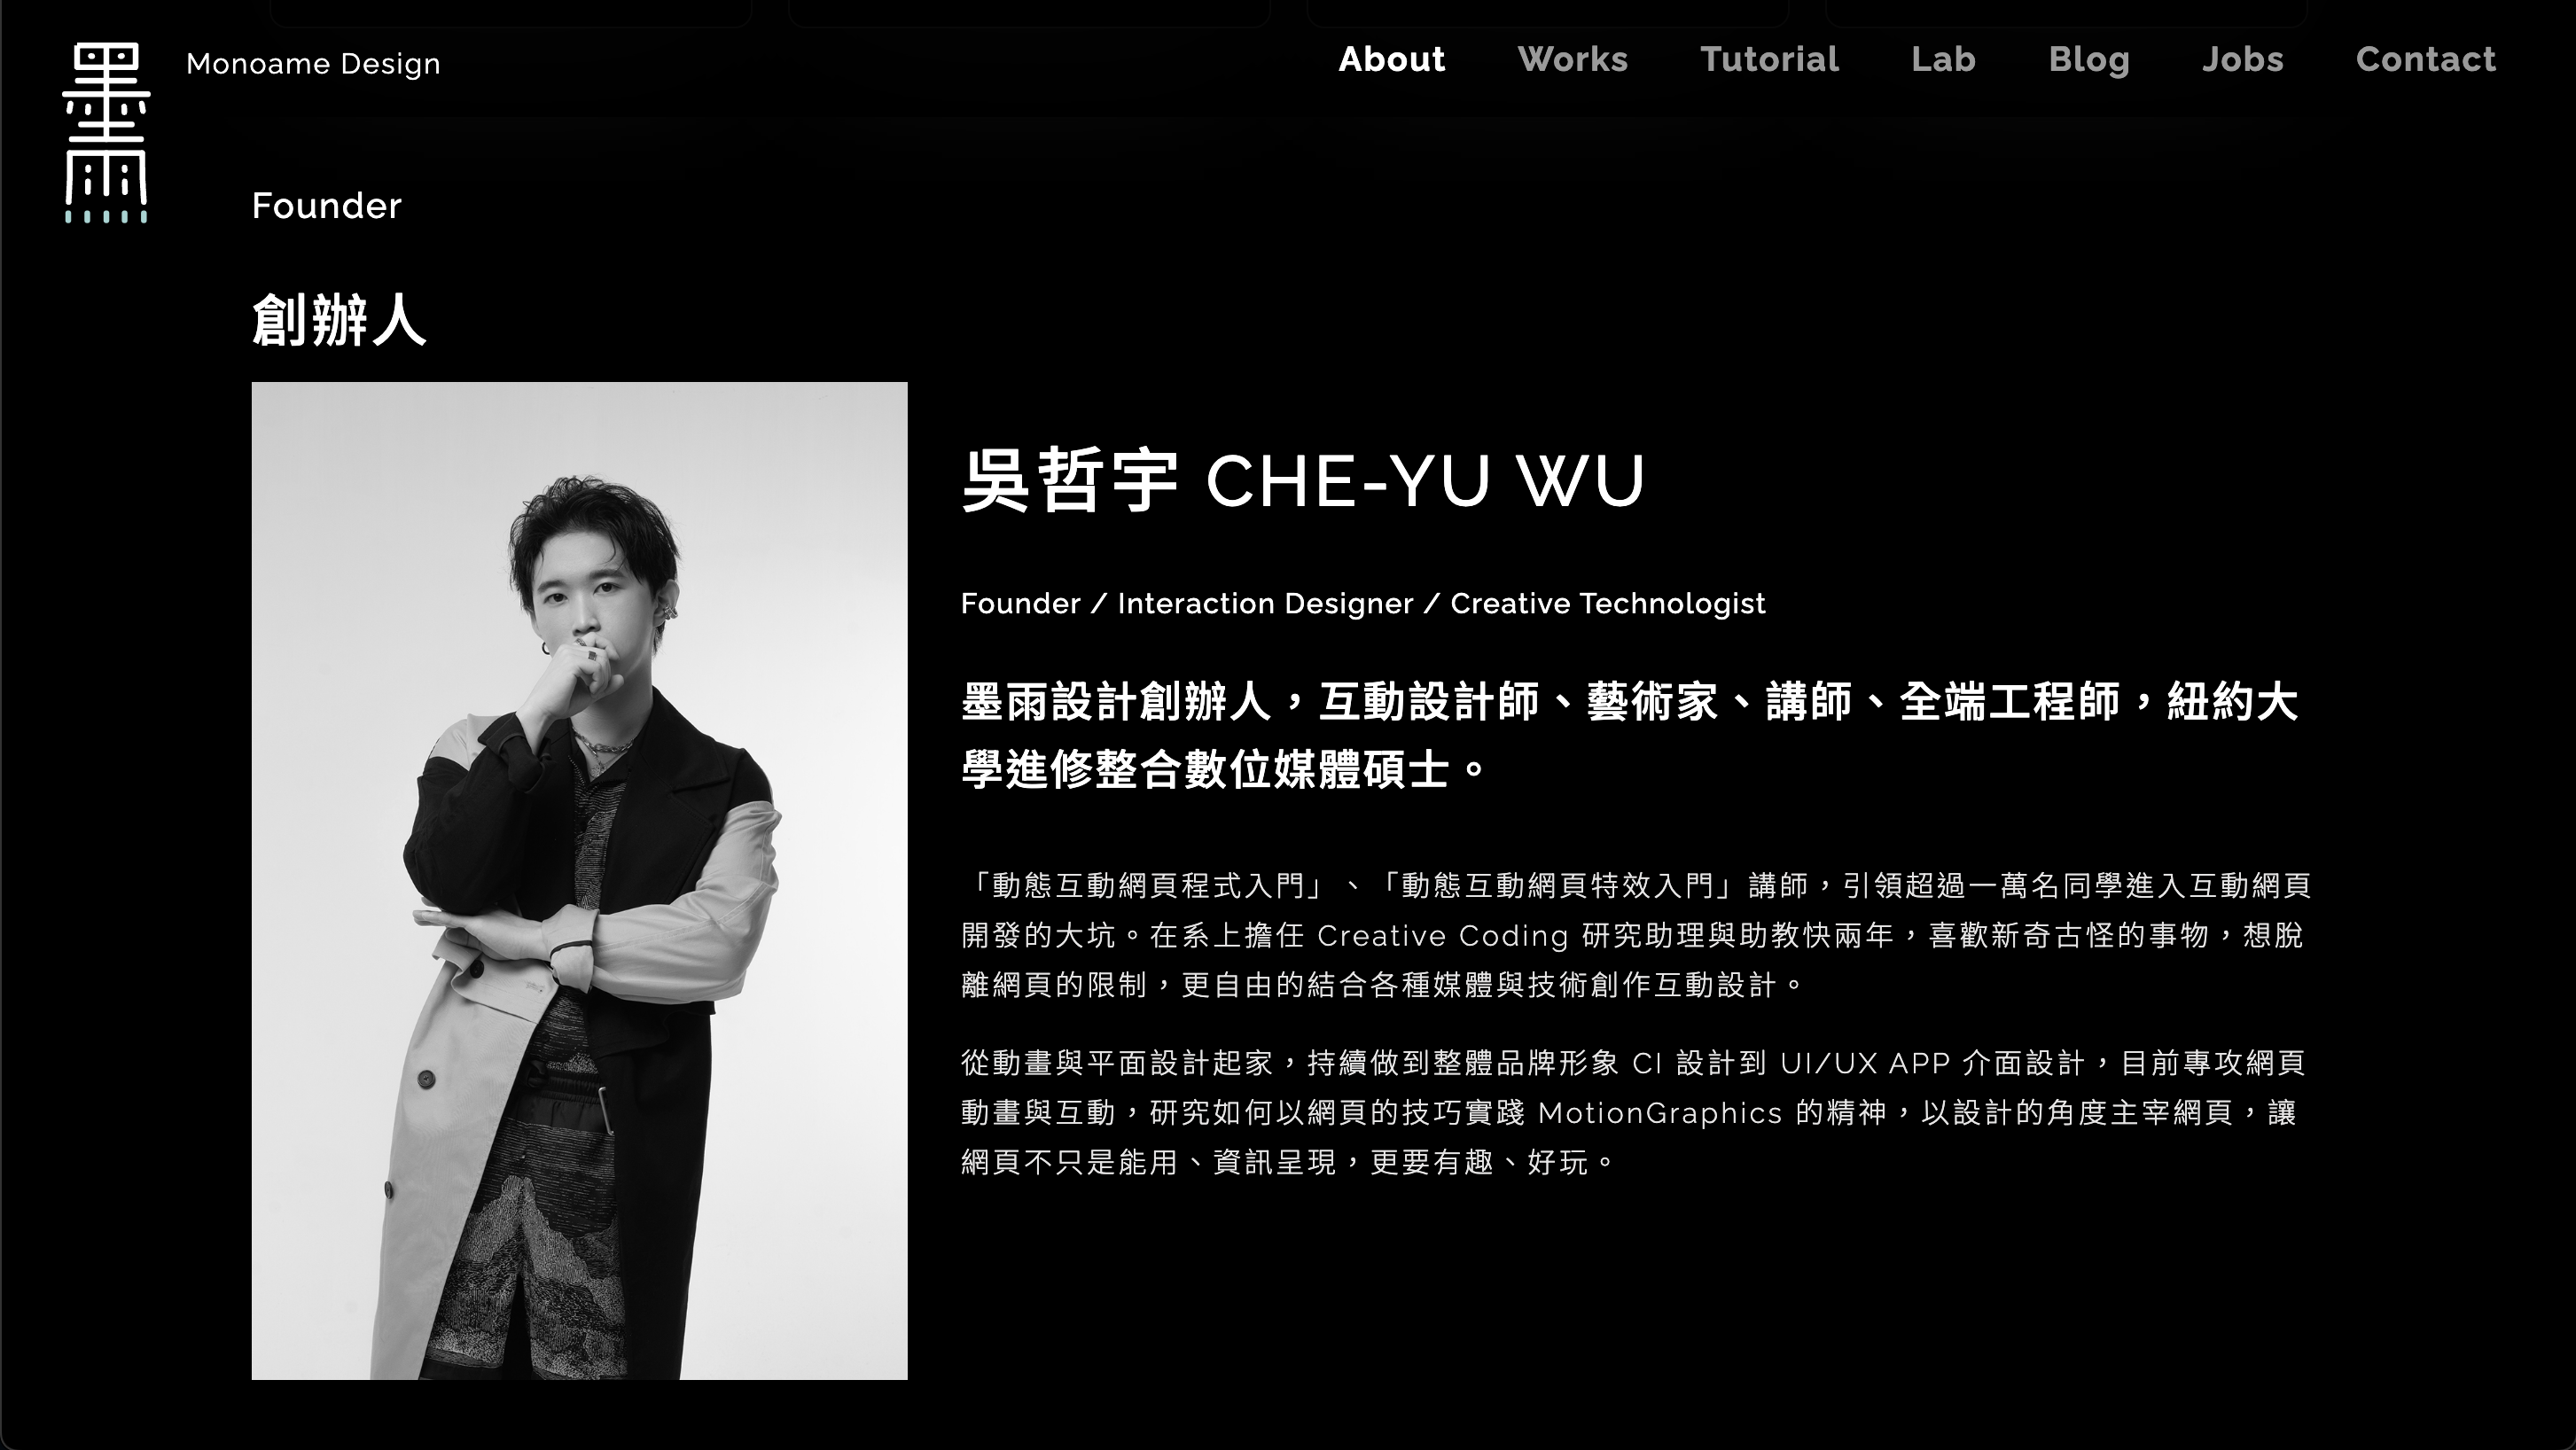 墨雨
Monoame Design
About Works Tutorial Lab Blog Jobs Contact
Founder
創辦人
吳哲宇 CHE-YU WU
Founder / Interaction Designer / Creative Technologist
墨雨設計創辦人，互動設計師、藝術家、講師、全端工程師，紐約大
學進修整合數位媒體碩士。
「動態互動網頁程式入門」、「動態互動網頁特效入門」講師，引領超過一萬名同學進入互動網頁
開發的大坑。在系上擔任 Creative Coding 研究助理與助教快兩年，喜歡新奇古怪的事物，想脫
離網頁的限制，更自由的結合各種媒體與技術創作互動設計。
從動畫與平面設計起家，持續做到整體品牌形象 CI 設計到 UI/UX APP 介面設計，目前專攻網頁
動畫與互動，研究如何以網頁的技巧實踐 MotionGraphics 的精神，以設計的角度主宰網頁，讓
網頁不只是能用、資訊呈現，更要有趣、好玩。